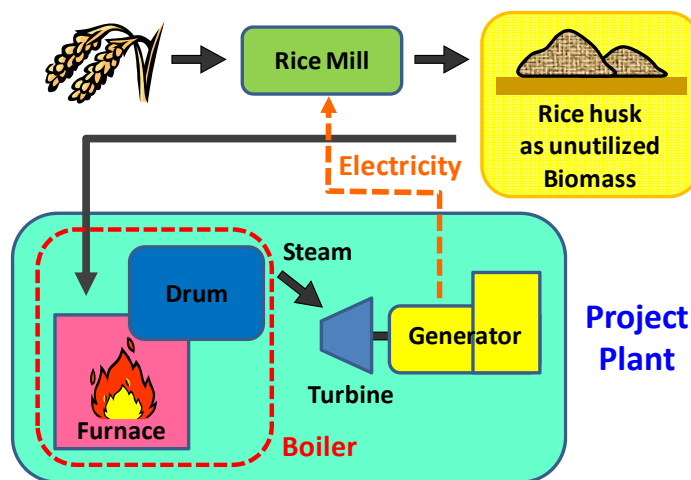 Rice Mill
Rice husk
as unutilized
Biomass
Electricity
Steam
Drum
Generator
Project
Plant
Turbine
Furnace
Boiler